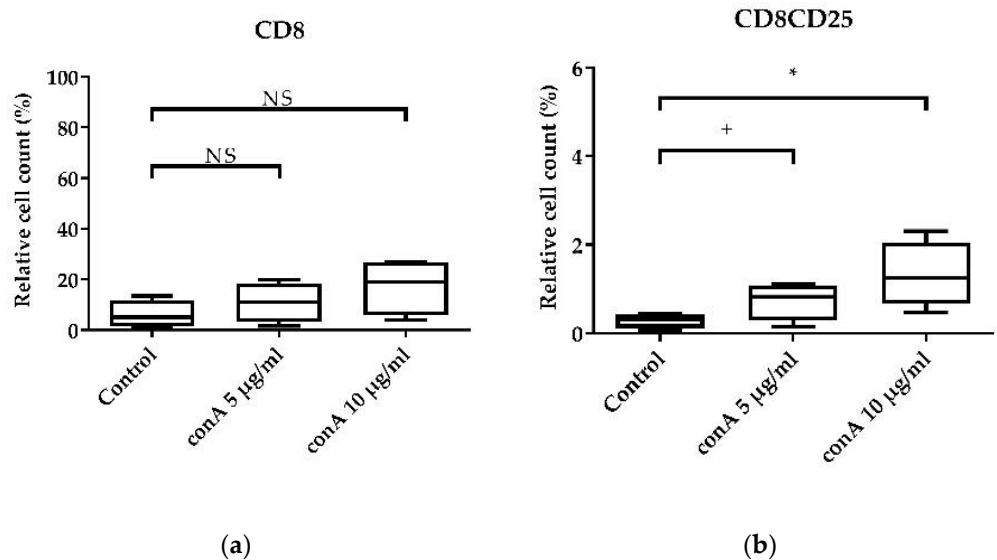 CD8
Relative cell count (%)
100
80
60
40
20
0
NS
NS
Control
conA 5 µg/ml
conA 10 µg/ml
(a)
CD8CD25
Relative cell count (%)
6
4
2
0
*
+
Control
conA 5 µg/ml
conA 10 µg/ml
(b)